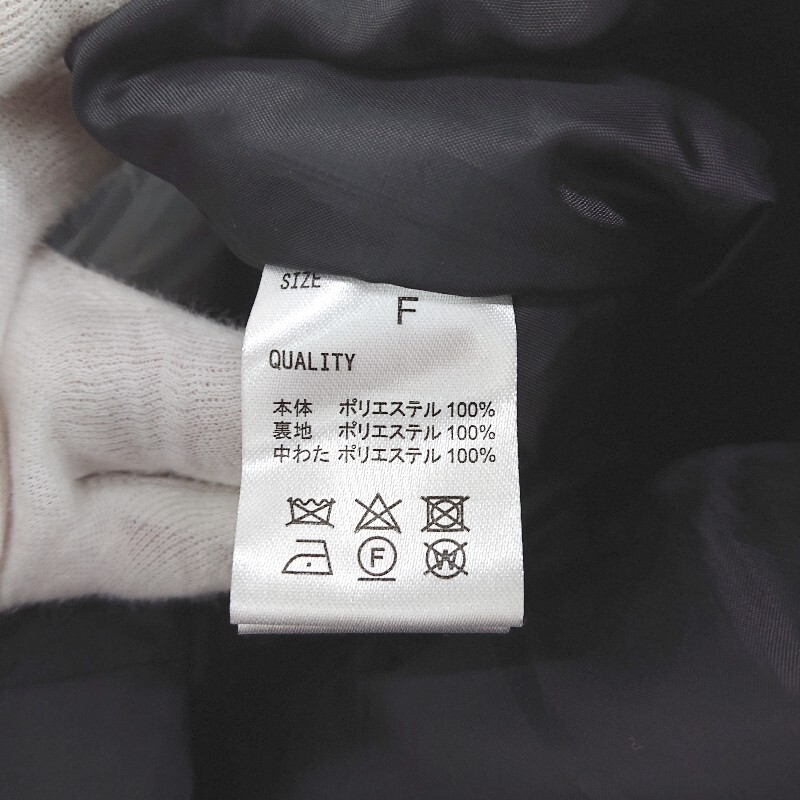 SIZE
F
QUALITY
本体 ポリエステル 100%
裏地 ポリエステル 100%
中わた ポリエステル 100%
F W